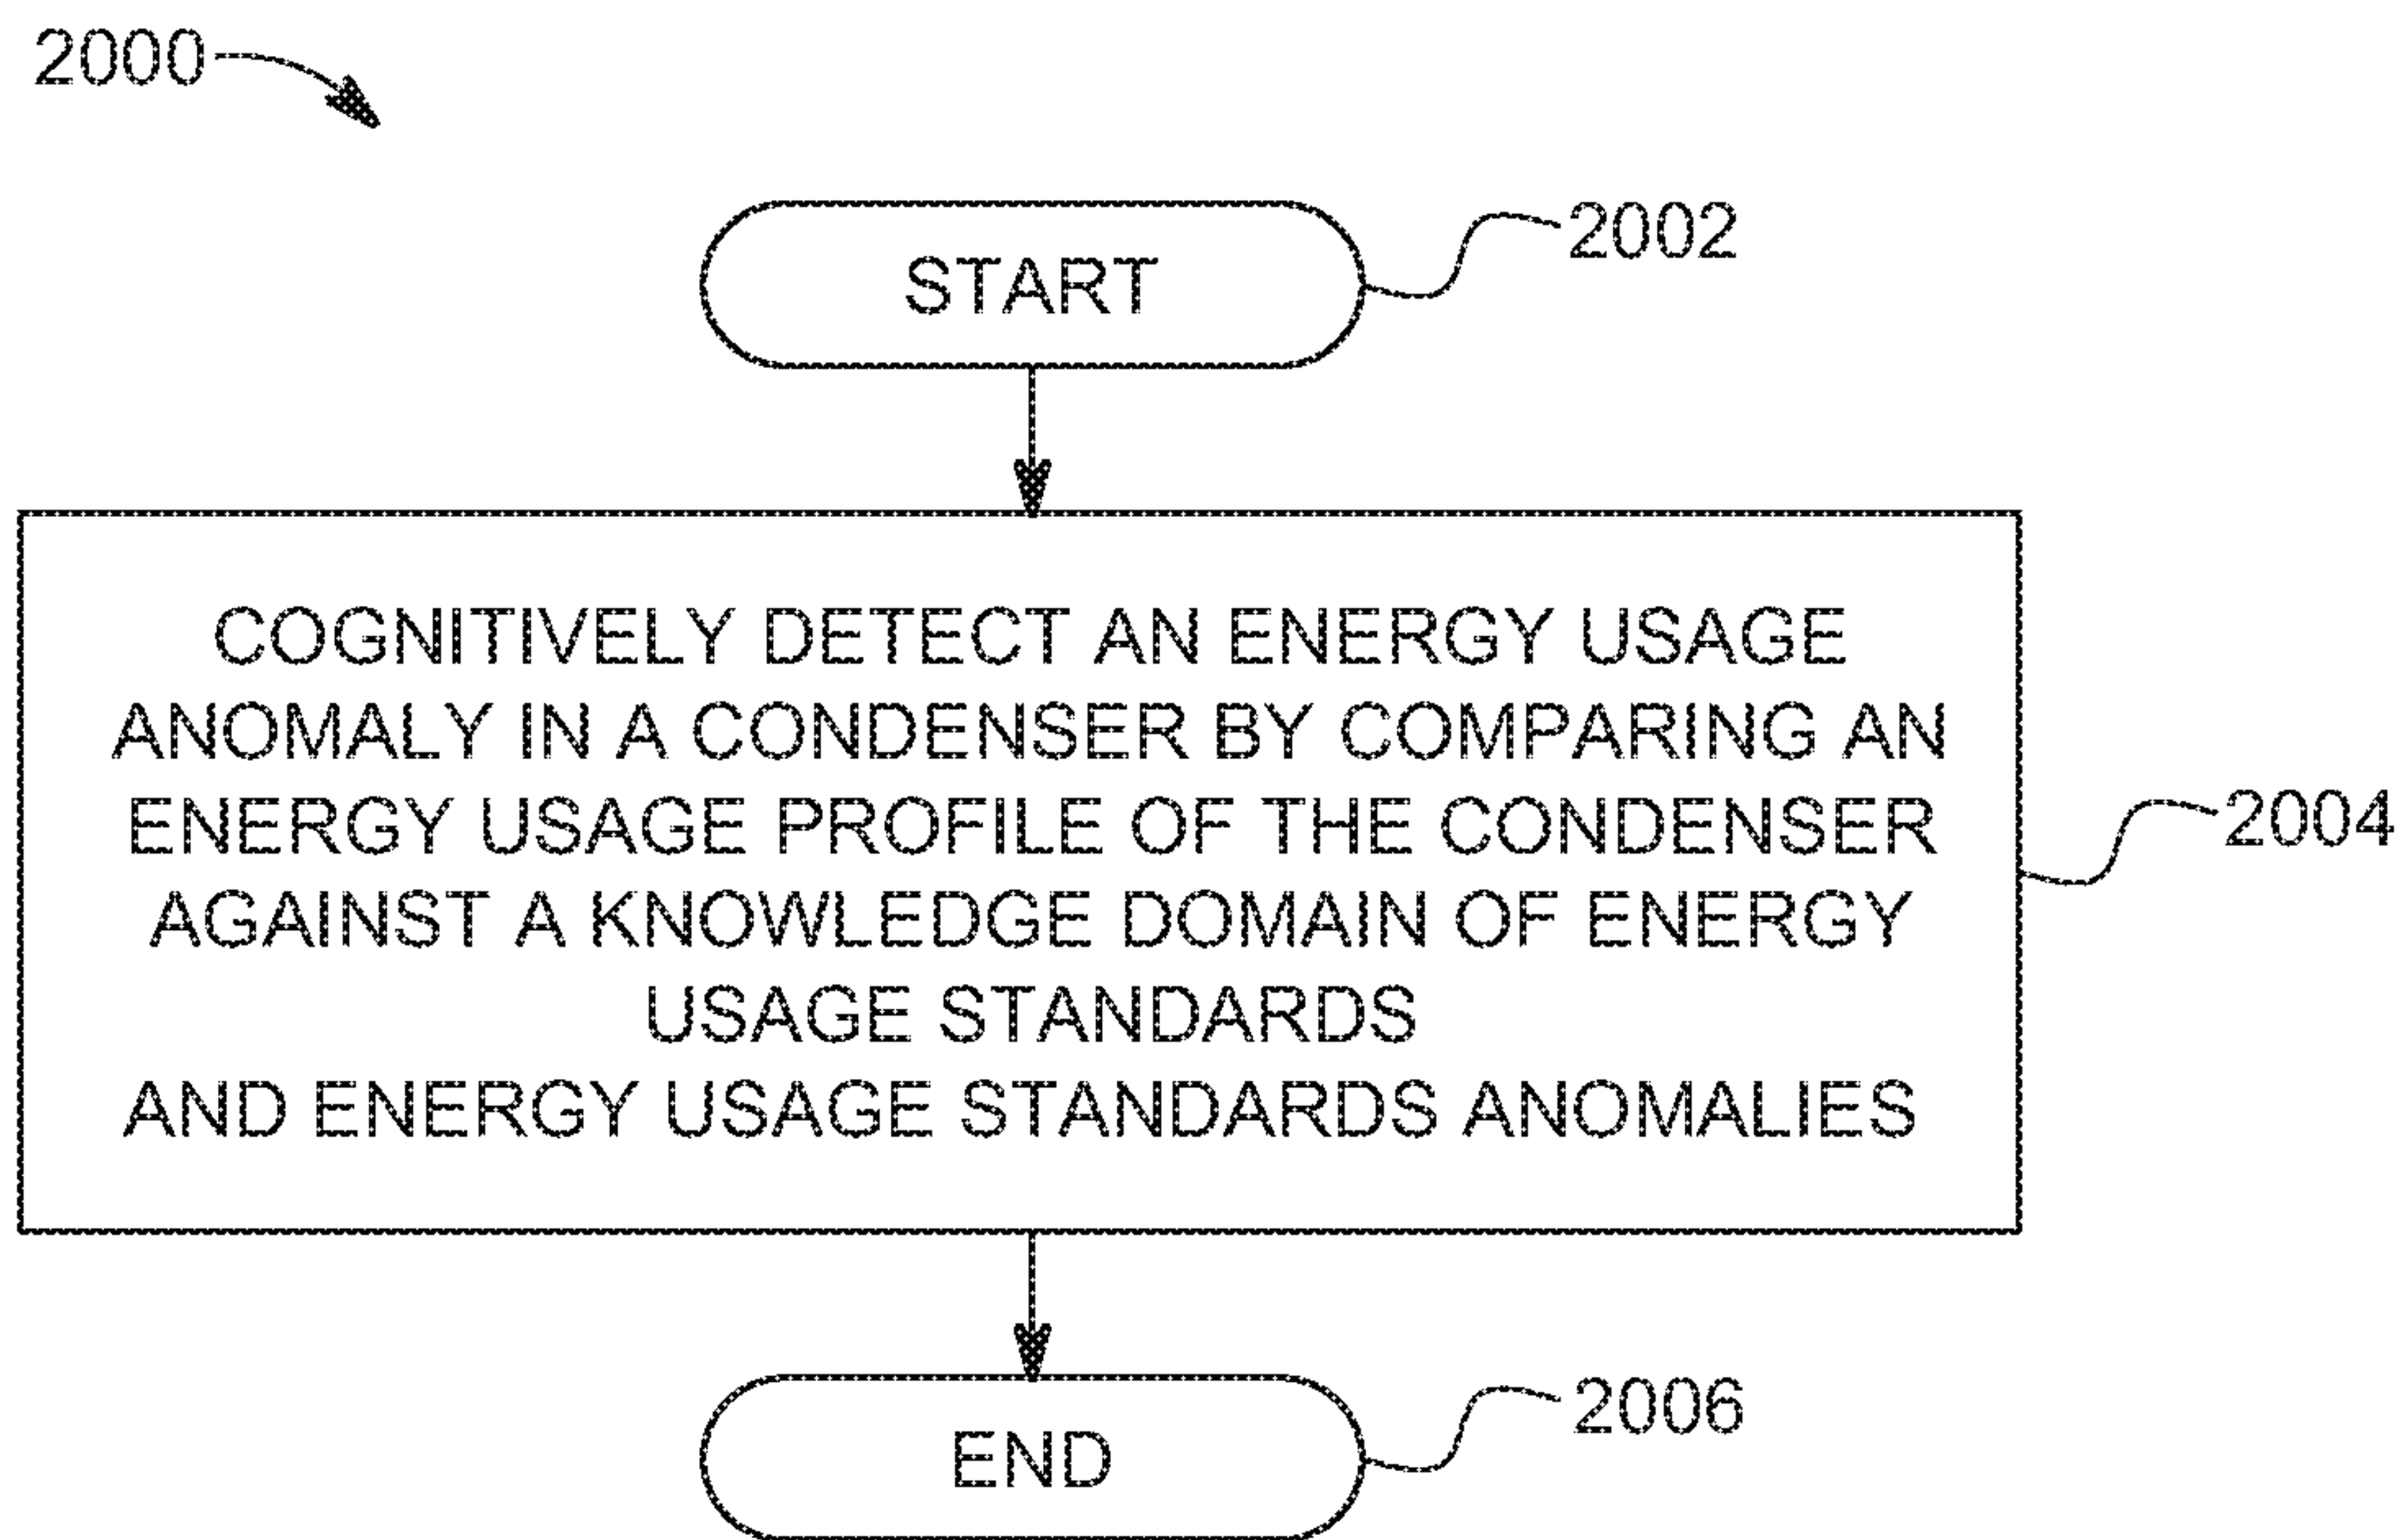 2000
START
2002
COGNITIVELY DETECT AN ENERGY USAGE
ANOMALY IN A CONDENSER BY COMPARING AN
ENERGY USAGE PROFILE OF THE CONDENSER
AGAINST A KNOWLEDGE DOMAIN OF ENERGY
USAGE STANDARDS
AND ENERGY USAGE STANDARDS ANOMALIES
2004
END
2006